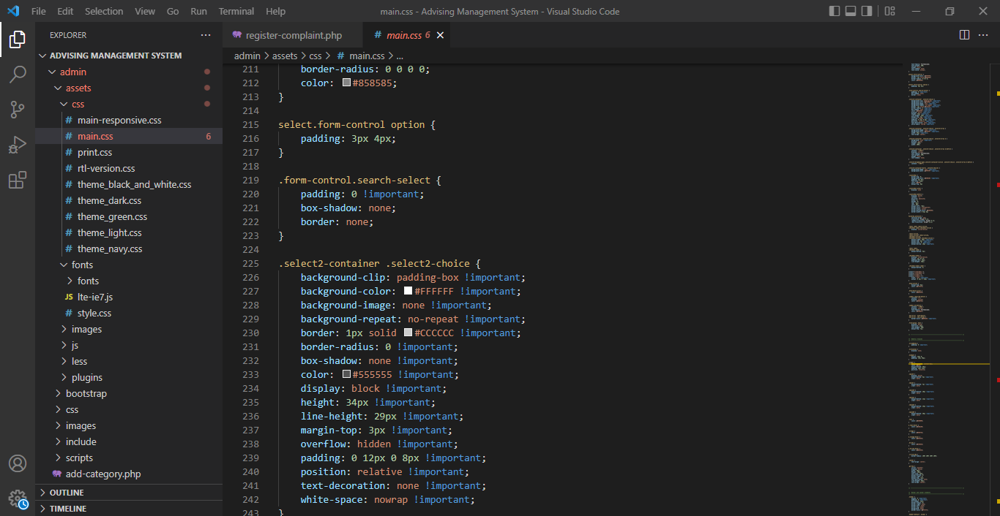 File Edit Selection View Go Run Terminal Help
main.css - Advising Management System - Visual Studio Code
EXPLORER
ADVISING MANAGEMENT SYSTEM
admin
assets
css
# main-responsive.css
# main.css 6
# print.css
# rtl-version.css
# theme_black_and_white.css
# theme_dark.css
# theme_green.css
# theme_light.css
# theme_navy.css
fonts
fonts
JS lte-ie7.js
# style.css
images
js
less
plugins
bootstrap
css
images
include
scripts
add-category.php
OUTLINE
TIMELINE
register-complaint.php
# main.css 6
admin > assets > css > # main.css > ...
211 border-radius: 0 0 0 0;
212 color: #858585;
213 }
214
215 select.form-control option {
216 padding: 3px 4px;
217 }
218
219 .form-control.search-select {
220 padding: 0 !important;
221 box-shadow: none;
222 border: none;
223 }
224
225 .select2-container .select2-choice {
226 background-clip: padding-box !important;
227 background-color: #FFFFFF !important;
228 background-image: none !important;
229 background-repeat: no-repeat !important;
230 border: 1px solid #CCCCCC !important;
231 border-radius: 0 !important;
232 box-shadow: none !important;
233 color: #555555 !important;
234 display: block !important;
235 height: 34px !important;
236 line-height: 29px !important;
237 margin-top: 3px !important;
238 overflow: hidden !important;
239 padding: 0 12px 0 8px !important;
240 position: relative !important;
241 text-decoration: none !important;
242 white-space: nowrap !important;
243 }